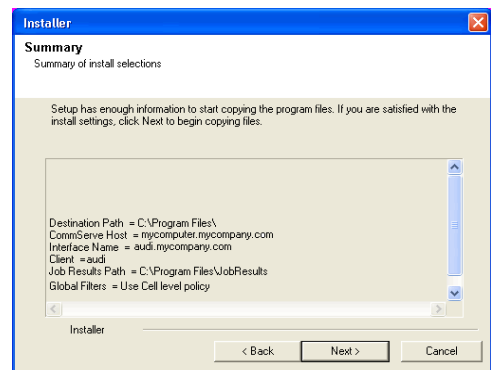 Installer
Summary
Summary of install selections
Setup has enough information to start copying the program files. If you are satisfied with the
install settings, click Next to begin copying files.
Destination Path = C:\Program Files\
CommServe Host = mycomputer.mycompany.com
Interface Name = audi.mycompany.com
Client =audi
Job Results Path = C:\Program Files\JobResults
Global Filters = Use Cell level policy
Installer
< Back Next > Cancel